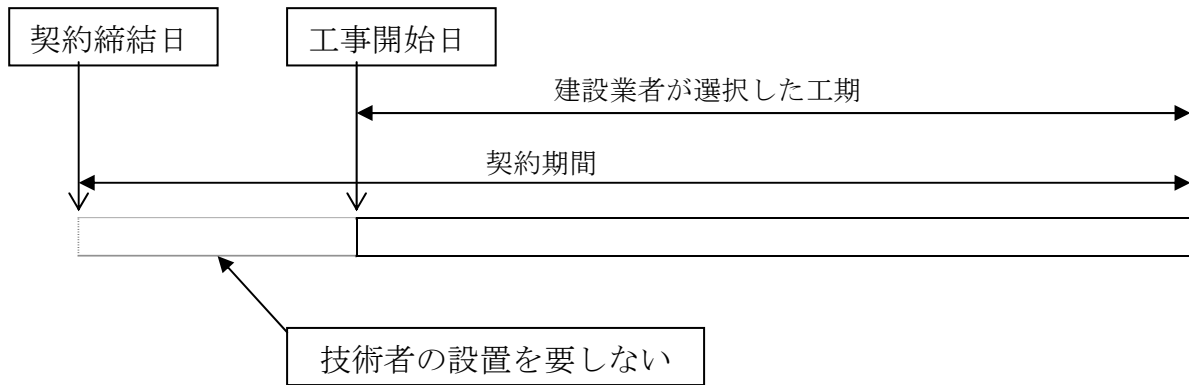 契約締結日
工事開始日
建設業者が選択した工期
契約期間
技術者の設置を要しない